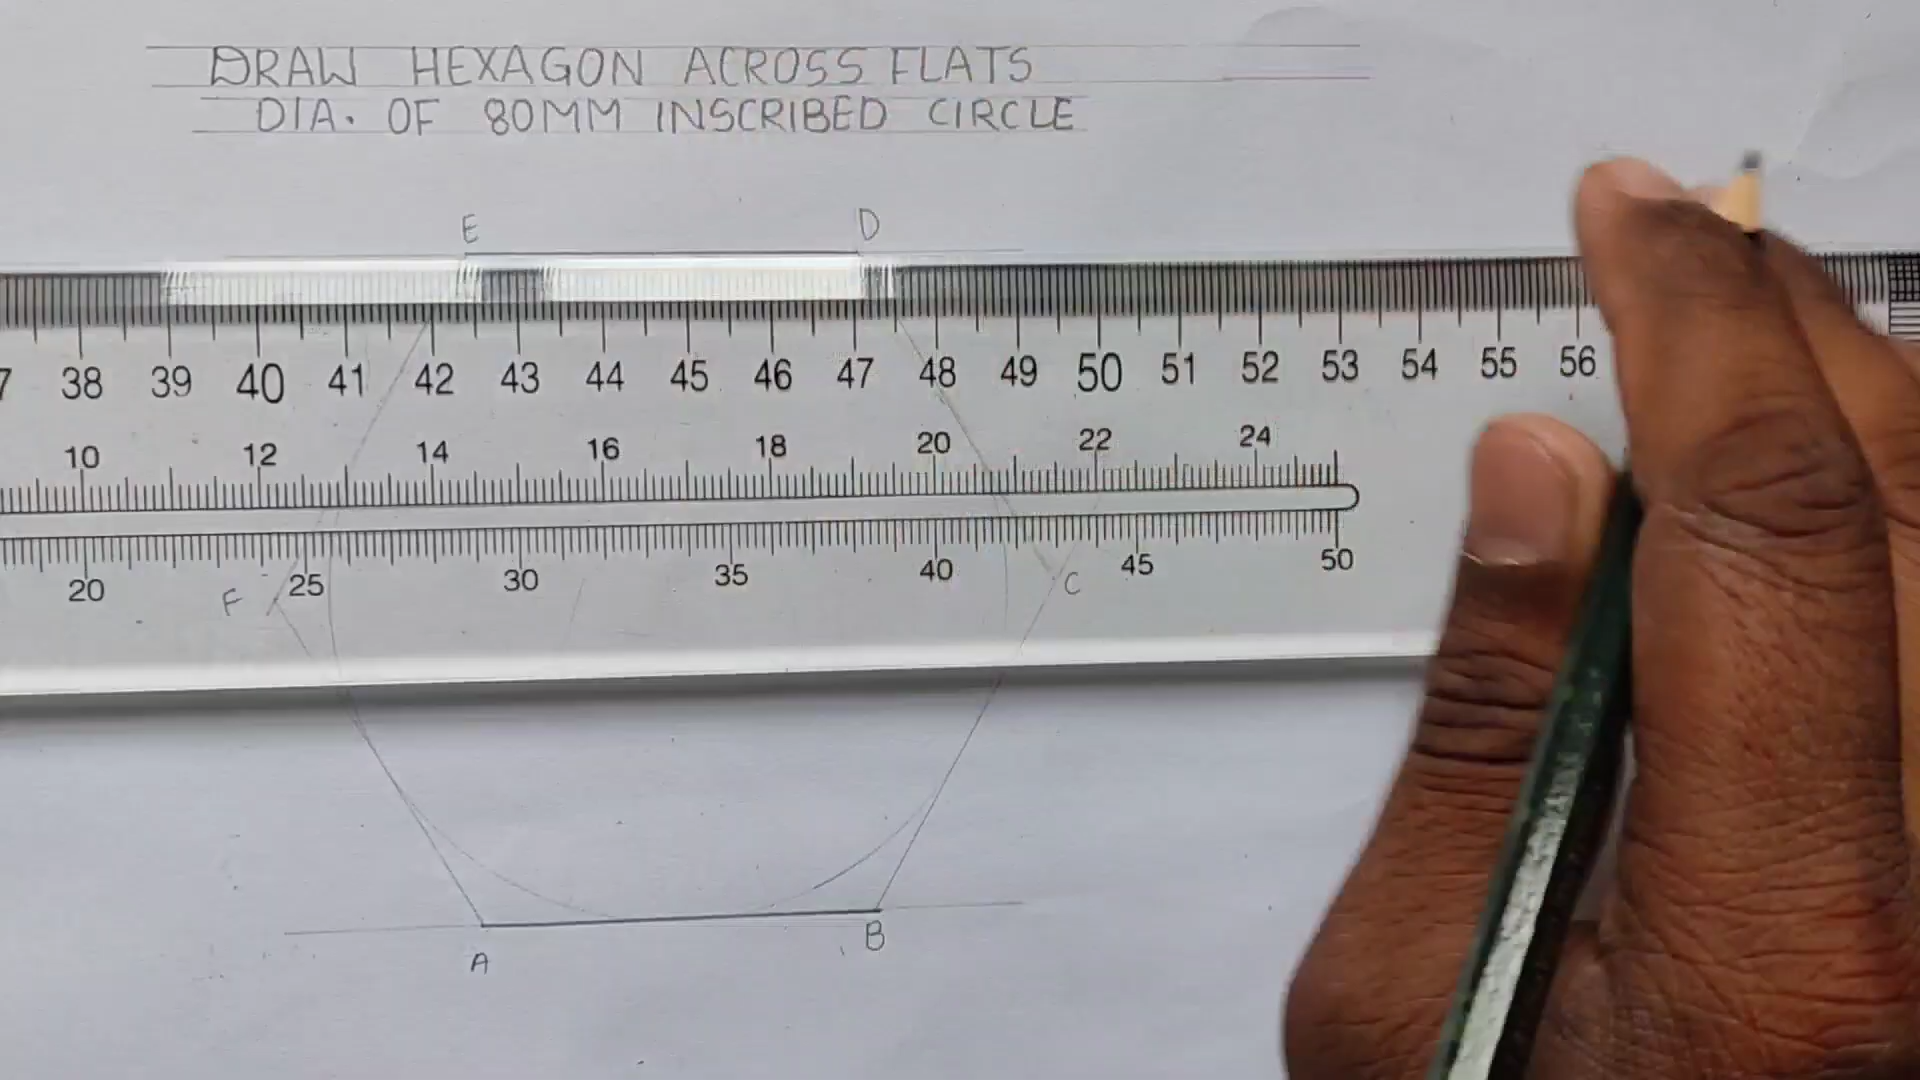 DRAW HEXAGON ACROSS FLATS
DIA. OF 80MM INSCRIBED CIRCLE
E D
38 39 40 41 42 43 44 45 46 47 48 49 50 51 52 53 54 55 56
10 12 14 16 18 20 22 24
20 25 30 35 40 45 50
F C
A B